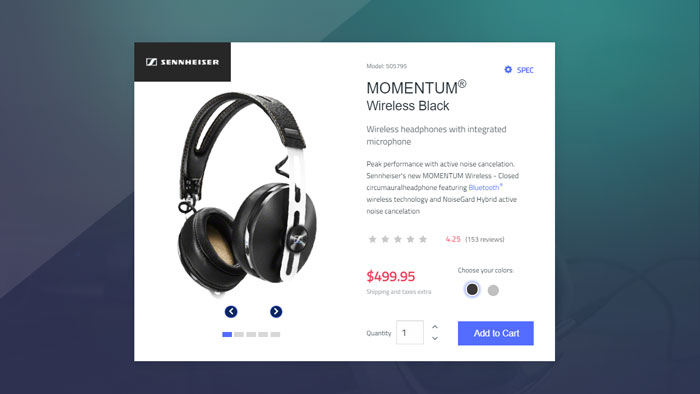 SENNHEISER
Model: 505795
SPEC
MOMENTUM®
Wireless Black
Wireless headphones with integrated
microphone
Peak performance with active noise cancelation.
Sennheiser's new MOMENTUM Wireless - Closed
circumauralheadphone featuring Bluetooth®
wireless technology and NoiseGard Hybrid active
noise cancelation
4.25 (153 reviews)
$499.95
Shipping and taxes extra
Choose your colors:
Quantity 1
Add to Cart